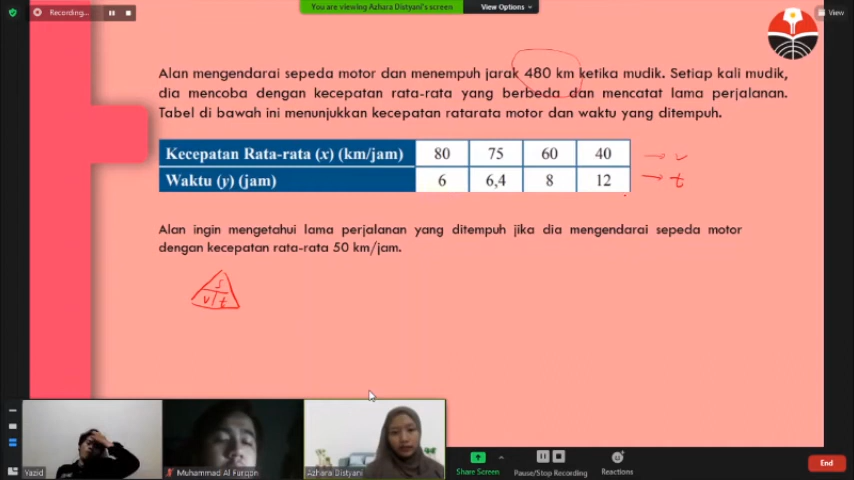 Recording...
You are viewing Azhara Distyani's screen
View Options
View
Alan mengendarai sepeda motor dan menempuh jarak 480 km ketika mudik. Setiap kali mudik,
dia mencoba dengan kecepatan rata-rata yang berbeda dan mencatat lama perjalanan.
Tabel di bawah ini menunjukkan kecepatan ratarata motor dan waktu yang ditempuh.
Kecepatan Rata-rata (x) (km/jam) 80 75 60 40 → v
Waktu (y) (jam) 6 6,4 8 12 → t
Alan ingin mengetahui lama perjalanan yang ditempuh jika dia mengendarai sepeda motor
dengan kecepatan rata-rata 50 km/jam.
s
v t
Yazid
Muhammad Al Furqon
Azhara Distyani
Share Screen
Pause/Stop Recording
Reactions
End